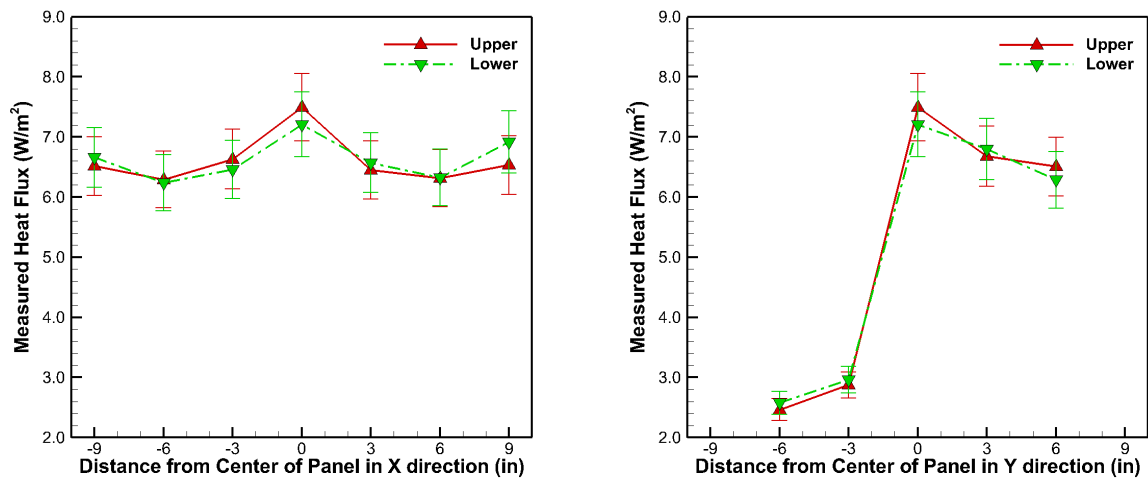 9.0
8.0
7.0
6.0
5.0
4.0
3.0
2.0
Measured Heat Flux (W/m²)
Upper
Lower
-9 -6 -3 0 3 6 9
Distance from Center of Panel in X direction (in)
9.0
8.0
7.0
6.0
5.0
4.0
3.0
2.0
Measured Heat Flux (W/m²)
Upper
Lower
-9 -6 -3 0 3 6 9
Distance from Center of Panel in Y direction (in)